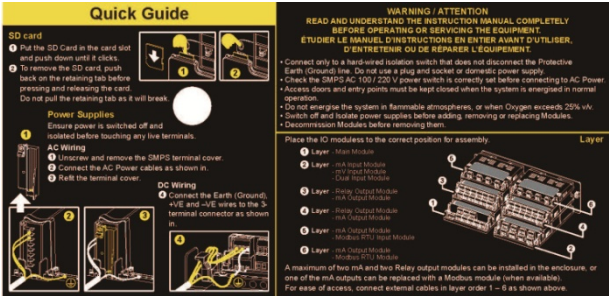 Quick Guide
SD card
1 Put the SD Card in the card slot
and push down until it clicks.
2 To remove the SD card, push
back on the retaining tab before
pressing and releasing the card.
Do not pull the retaining tab as it will break.
1
2
Power Supplies
Ensure power is switched off and
isolated before touching any live terminals.
1
AC Wiring
1 Unscrew and remove the SMPS terminal cover.
2 Connect the AC Power cables as shown in.
3 Refit the terminal cover.
DC Wiring
4 Connect the Earth (Ground),
+VE and –VE wires to the 3-
terminal connector as shown
in.
2
3
4
WARNING / ATTENTION
READ AND UNDERSTAND THE INSTRUCTION MANUAL COMPLETELY
BEFORE OPERATING OR SERVICING THE EQUIPMENT.
ÉTUDIER LE MANUEL D'INSTRUCTIONS EN ENTIER AVANT D'UTILISER,
D'ENTRETENIR OU DE RÉPARER L'ÉQUIPEMENT.
• Connect only to a hard-wired isolation switch that does not disconnect the Protective
Earth (Ground) line. Do not use a plug and socket or domestic power supply.
• Check the SMPS AC 100 / 220 V power switch is correctly set before connecting to AC Power.
• Access doors and entry points must be kept closed when the system is energised in normal
operation.
• Do not energise the system in flammable atmospheres, or when Oxygen exceeds 25% v/v.
• Switch off and Isolate power supplies before adding, removing or replacing Modules.
• Decommission Modules before removing them.
Place the IO modules to the correct position for assembly.
Layer
1 Layer - Main Module
2 Layer - mA Input Module
- mV Input Module
- Dual Input Module
3 Layer - Relay Output Module
- mA Output Module
4 Layer - Relay Output Module
- mA Output Module
5 Layer - mA Output Module
- Modbus RTU Input Module
6 Layer - mA Output Module
- Modbus RTU Module
5
3
1
6
4
2
A maximum of two mA and two Relay output modules can be installed in the enclosure, or
one of the mA outputs can be replaced with a Modbus module (when available).
For ease of access, connect external cables in layer order 1 – 6 as shown above.